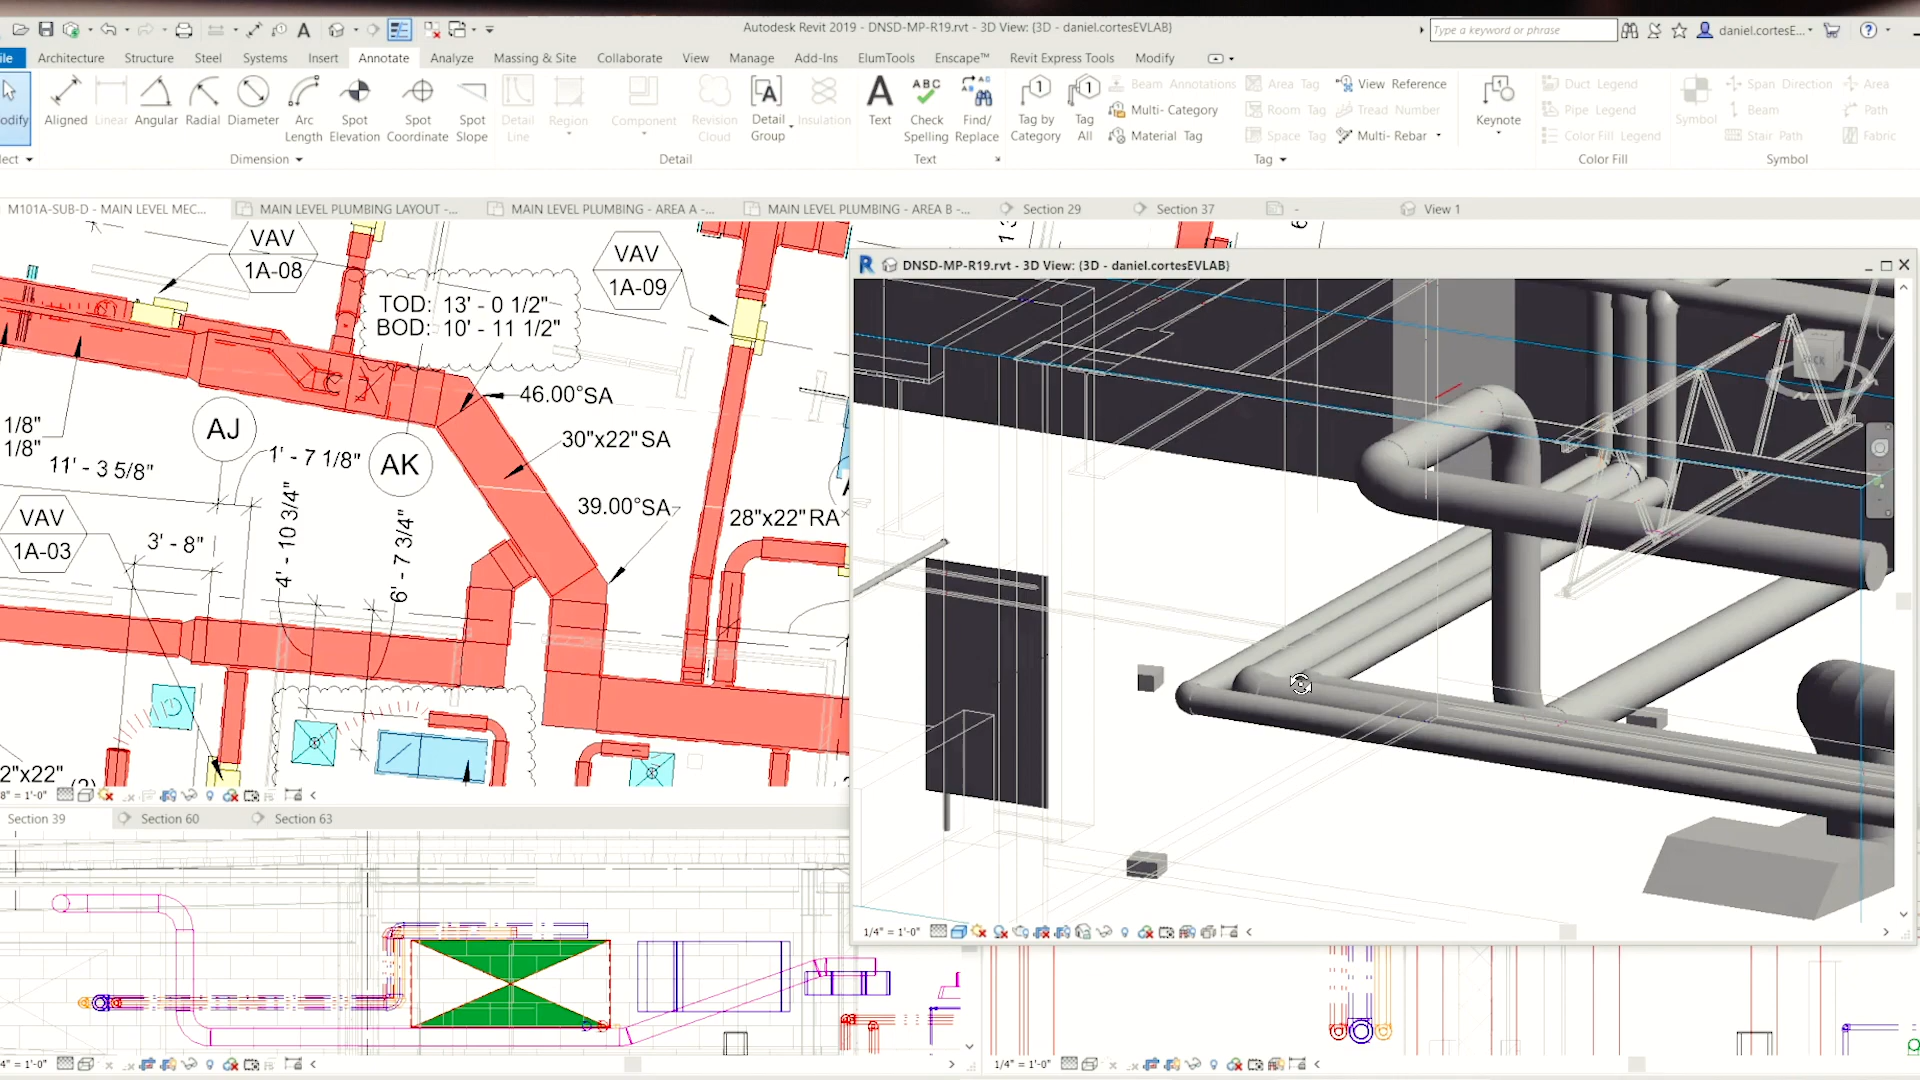 Autodesk Revit 2019 - DNSD-MP-R19.rvt - 3D View: {3D - daniel.cortesEVLAB}
Type a keyword or phrase
daniel.cortesE...
Architecture Structure Steel Systems Insert Annotate Analyze Massing & Site Collaborate View Manage Add-Ins ElumTools Enscape™ Revit Express Tools Modify
Aligned
Linear
Angular
Radial
Diameter
Arc
Length
Spot
Elevation
Spot
Coordinate
Spot
Slope
Detail
Line
Region
Component
Revision
Cloud
Detail
Group
Insulation
Text
ABC
Check
Spelling
Find/
Replace
Tag by
Category
Tag
All
Beam Annotations
Multi- Category
Material Tag
Area Tag
Room Tag
Space Tag
View Reference
Tread Number
Multi- Rebar
Keynote
Duct Legend
Pipe Legend
Color Fill Legend
Symbol
Span Direction
Beam
Stair Path
Area
Path
Fabric
Dimension
Detail
Text
Tag
Color Fill
Symbol
M101A-SUB-D - MAIN LEVEL MEC...
MAIN LEVEL PLUMBING LAYOUT -...
MAIN LEVEL PLUMBING - AREA A -...
MAIN LEVEL PLUMBING - AREA B -...
Section 29
Section 37
-
View 1
VAV
1A-08
TOD: 13' - 0 1/2"
BOD: 10' - 11 1/2"
VAV
1A-09
46.00°SA
30"x22" SA
39.00°SA
28"x22" RA
AJ
AK
1/8"
1/8"
11' - 3 5/8"
1' - 7 1/8"
VAV
1A-03
3' - 8"
4' - 10 3/4"
6' - 7 3/4"
2"x22"
DNSD-MP-R19.rvt - 3D View: {3D - daniel.cortesEVLAB}
1/4" = 1'-0"
Section 39
Section 60
Section 63
1/4" = 1'-0"